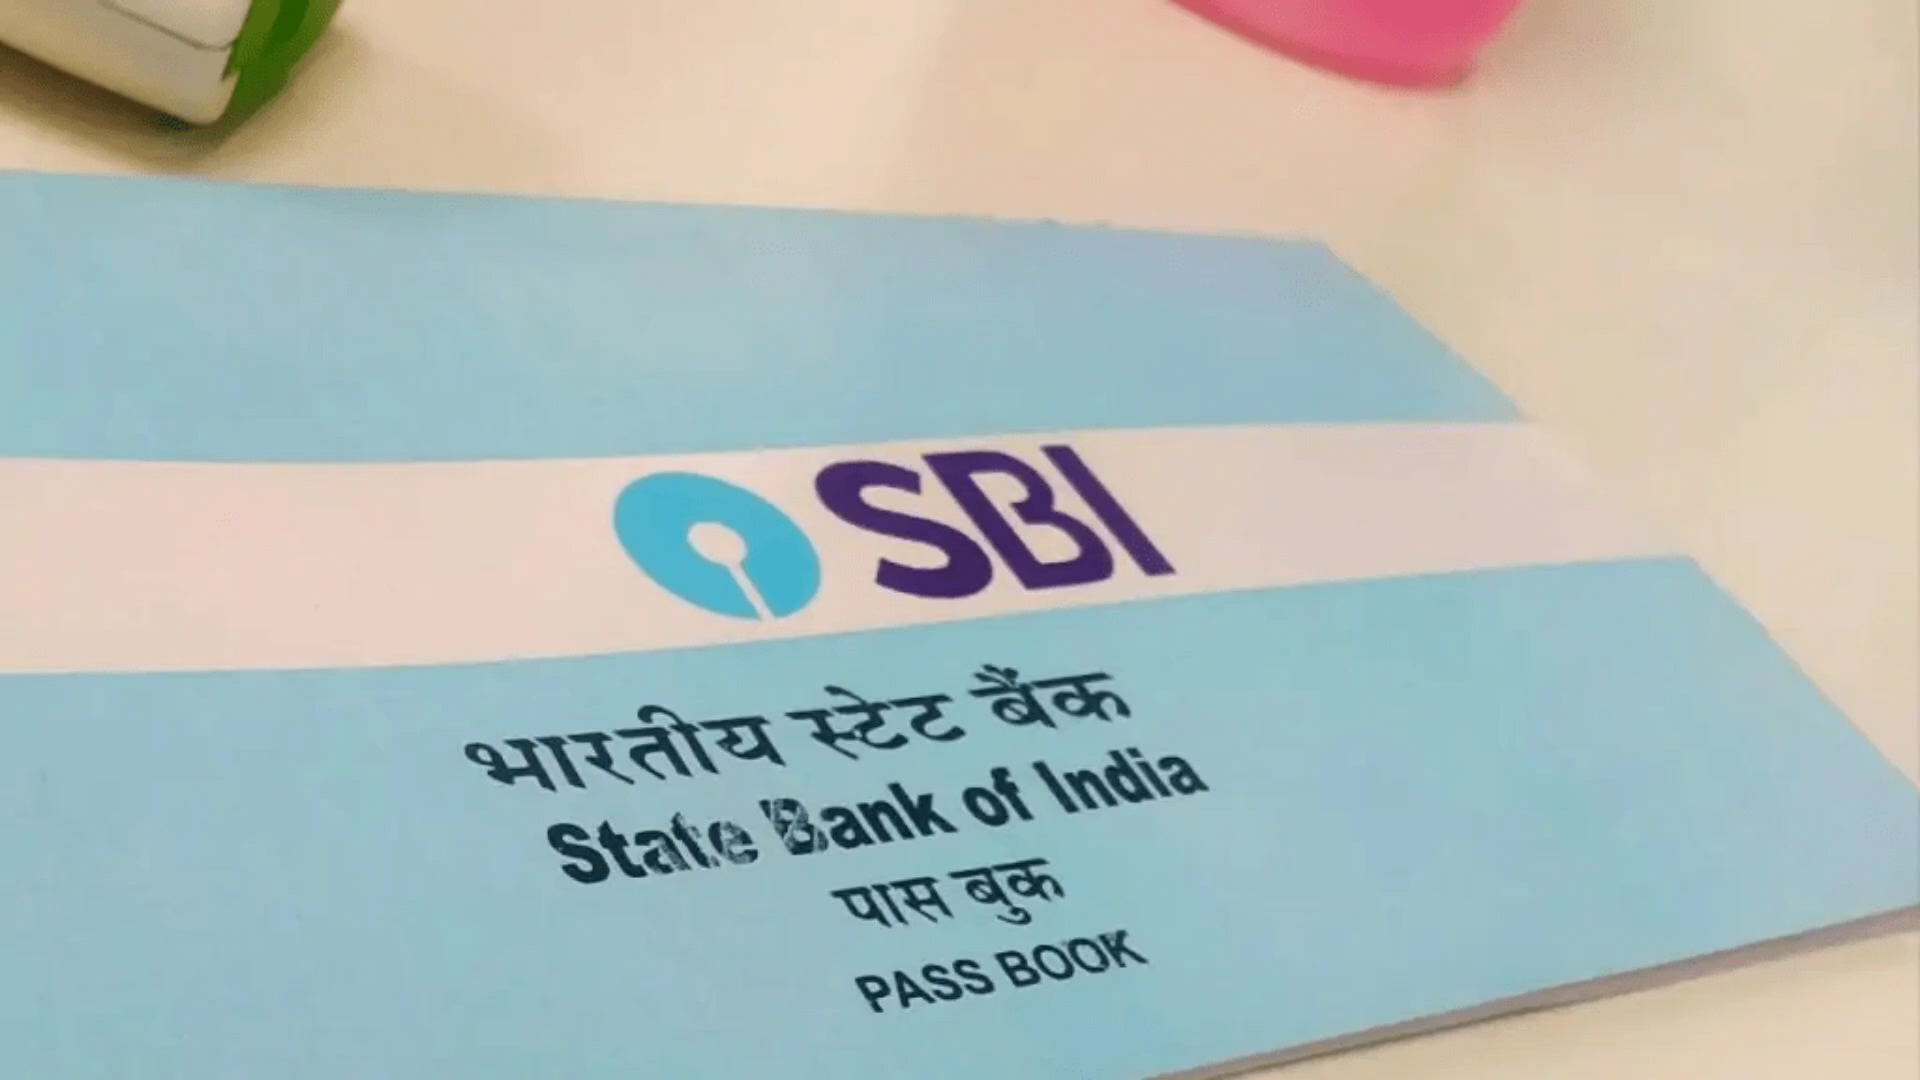 SBI
भारतीय स्टेट बैंक
State Bank of India
पास बुक
PASS BOOK